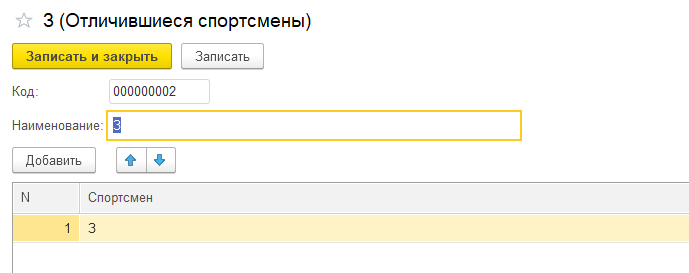 3 (Отличившиеся спортсмены)
Записать и закрыть Записать
Код: 000000002
Наименование: 3
Добавить
N Спортсмен
1 3